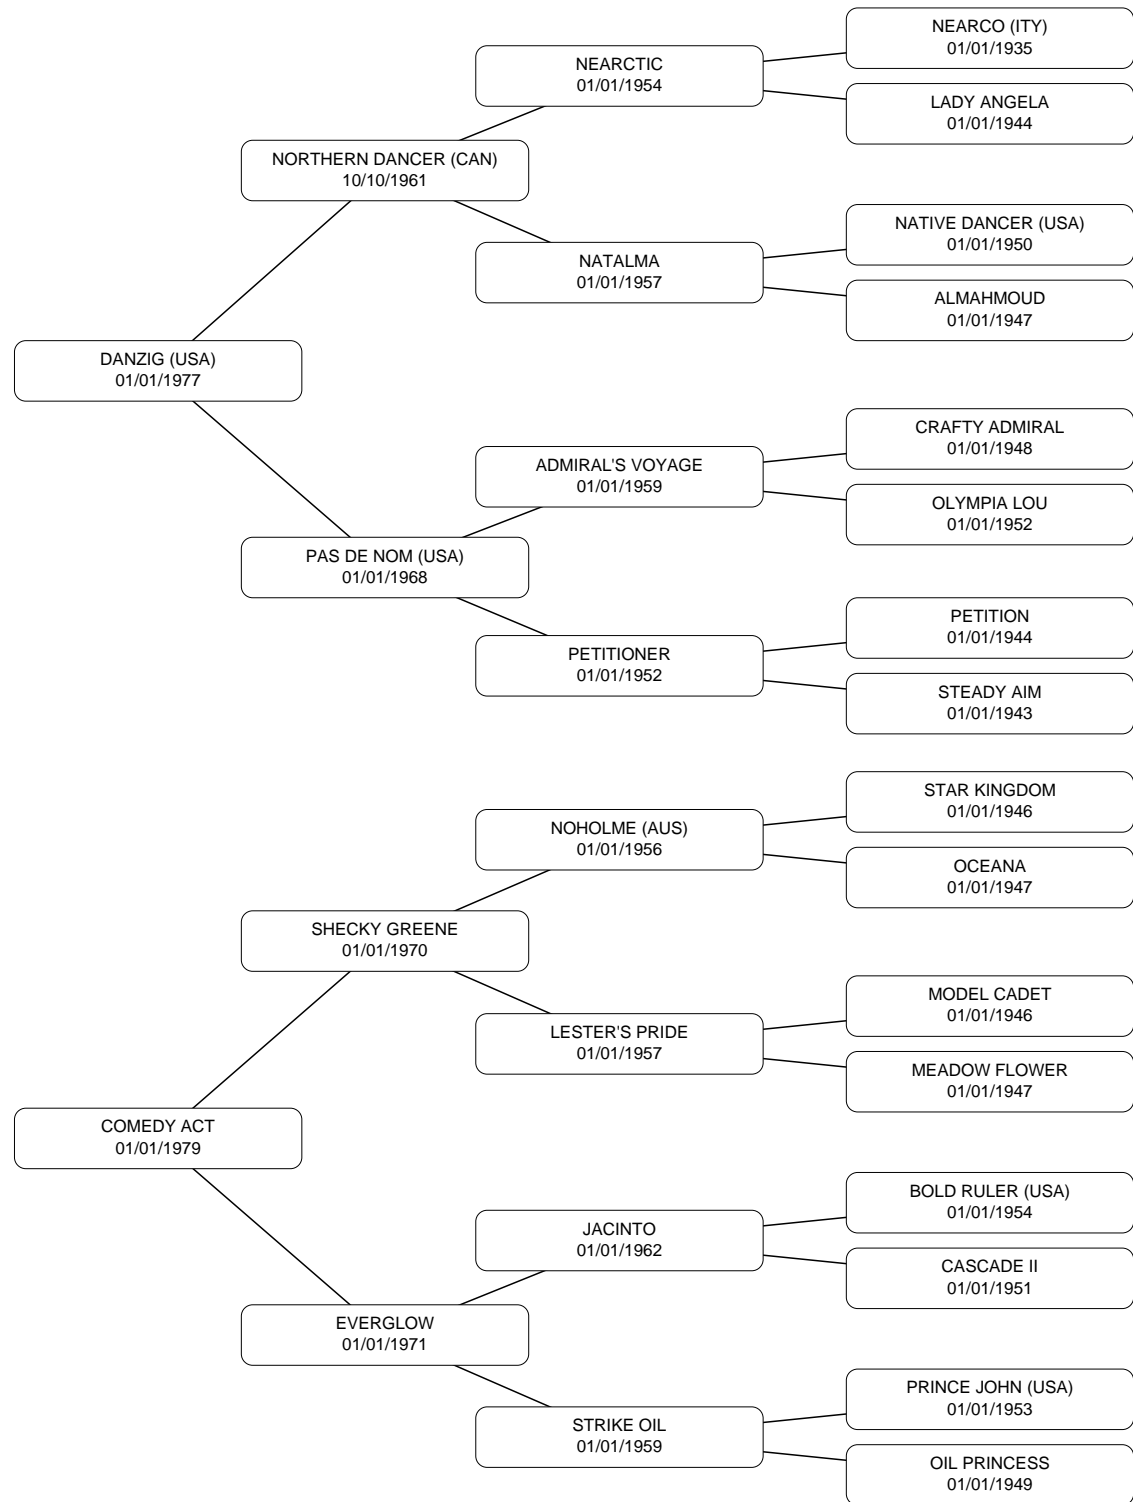 NEARCO (ITY)
01/01/1935
NEARCTIC
01/01/1954
LADY ANGELA
01/01/1944
NORTHERN DANCER (CAN)
10/10/1961
NATIVE DANCER (USA)
01/01/1950
NATALMA
01/01/1957
ALMAHMOUD
01/01/1947
DANZIG (USA)
01/01/1977
CRAFTY ADMIRAL
01/01/1948
ADMIRAL'S VOYAGE
01/01/1959
OLYMPIA LOU
01/01/1952
PAS DE NOM (USA)
01/01/1968
PETITION
01/01/1944
PETITIONER
01/01/1952
STEADY AIM
01/01/1943
STAR KINGDOM
01/01/1946
NOHOLME (AUS)
01/01/1956
OCEANA
01/01/1947
SHECKY GREENE
01/01/1970
MODEL CADET
01/01/1946
LESTER'S PRIDE
01/01/1957
MEADOW FLOWER
01/01/1947
COMEDY ACT
01/01/1979
BOLD RULER (USA)
01/01/1954
JACINTO
01/01/1962
CASCADE II
01/01/1951
EVERGLOW
01/01/1971
PRINCE JOHN (USA)
01/01/1953
STRIKE OIL
01/01/1959
OIL PRINCESS
01/01/1949